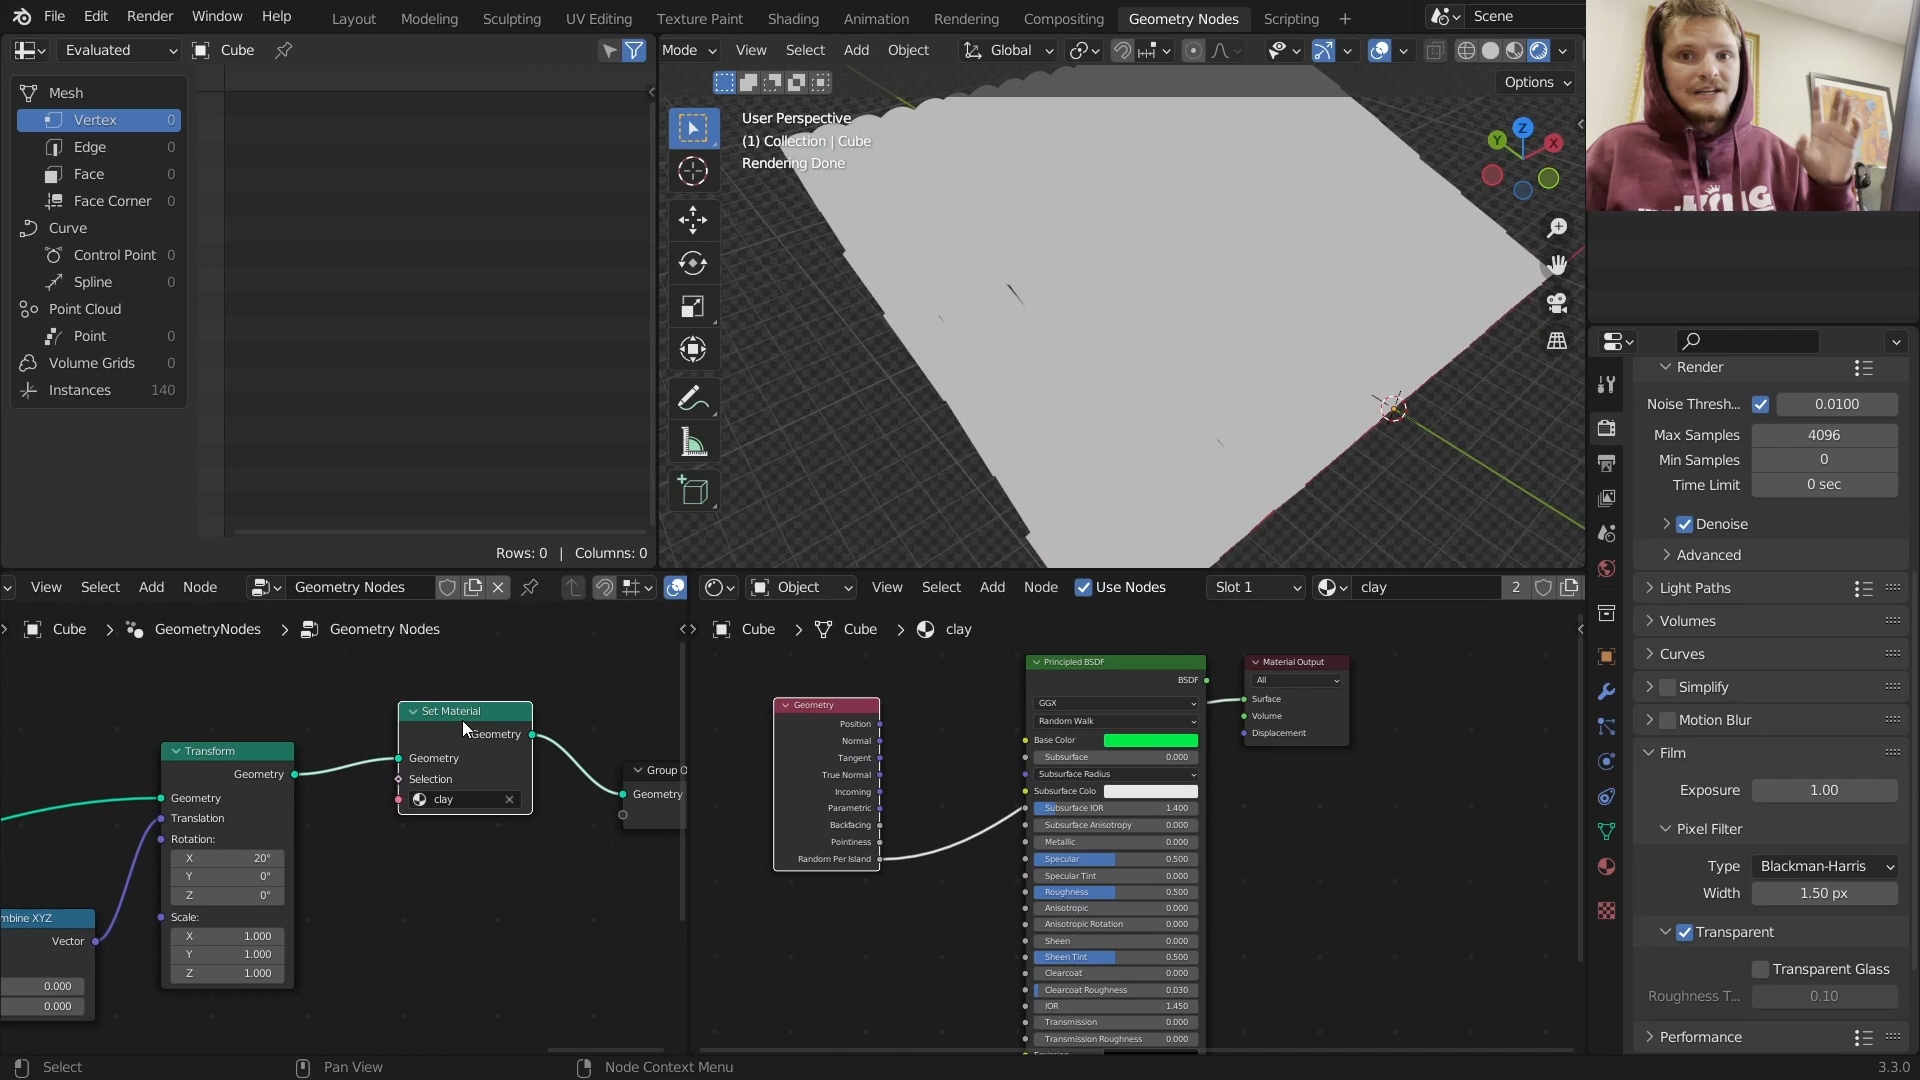 File Edit Render Window Help
Layout Modeling Sculpting UV Editing Texture Paint Shading Animation Rendering Compositing Geometry Nodes Scripting
Scene
Evaluated Cube
Mode View Select Add Object Global
Options
Mesh
Vertex 0
Edge 0
Face 0
Face Corner 0
Curve
Control Point 0
Spline 0
Point Cloud
Point 0
Volume Grids 0
Instances 140
Rows: 0 | Columns: 0
User Perspective
(1) Collection | Cube
Rendering Done
Z
Y
X
Render
Noise Thresh... 0.0100
Max Samples 4096
Min Samples 0
Time Limit 0 sec
Denoise
Advanced
Light Paths
Volumes
Curves
Simplify
Motion Blur
Film
Exposure 1.00
Pixel Filter
Type Blackman-Harris
Width 1.50 px
Transparent
Transparent Glass
Roughness T... 0.10
Performance
View Select Add Node Geometry Nodes
Cube > GeometryNodes > Geometry Nodes
Transform
Geometry
Geometry
Translation
Rotation:
X 20°
Y 0°
Z 0°
Scale:
X 1.000
Y 1.000
Z 1.000
mbine XYZ
Vector
0.000
0.000
Set Material
Geometry
Geometry
Selection
clay
Group O
Geometry
Object View Select Add Node Use Nodes Slot 1 clay 2
Cube > Cube > clay
Geometry
Position
Normal
Tangent
True Normal
Incoming
Parametric
Backfacing
Pointiness
Random Per Island
Principled BSDF
BSDF
GGX
Random Walk
Base Color
Subsurface 0.000
Subsurface Radius
Subsurface Colo
Subsurface IOR 1.400
Subsurface Anisotropy 0.000
Metallic 0.000
Specular 0.500
Specular Tint 0.000
Roughness 0.500
Anisotropic 0.000
Anisotropic Rotation 0.000
Sheen 0.000
Sheen Tint 0.500
Clearcoat 0.000
Clearcoat Roughness 0.030
IOR 1.450
Transmission 0.000
Transmission Roughness 0.000
Material Output
All
Surface
Volume
Displacement
Select Pan View Node Context Menu 3.3.0